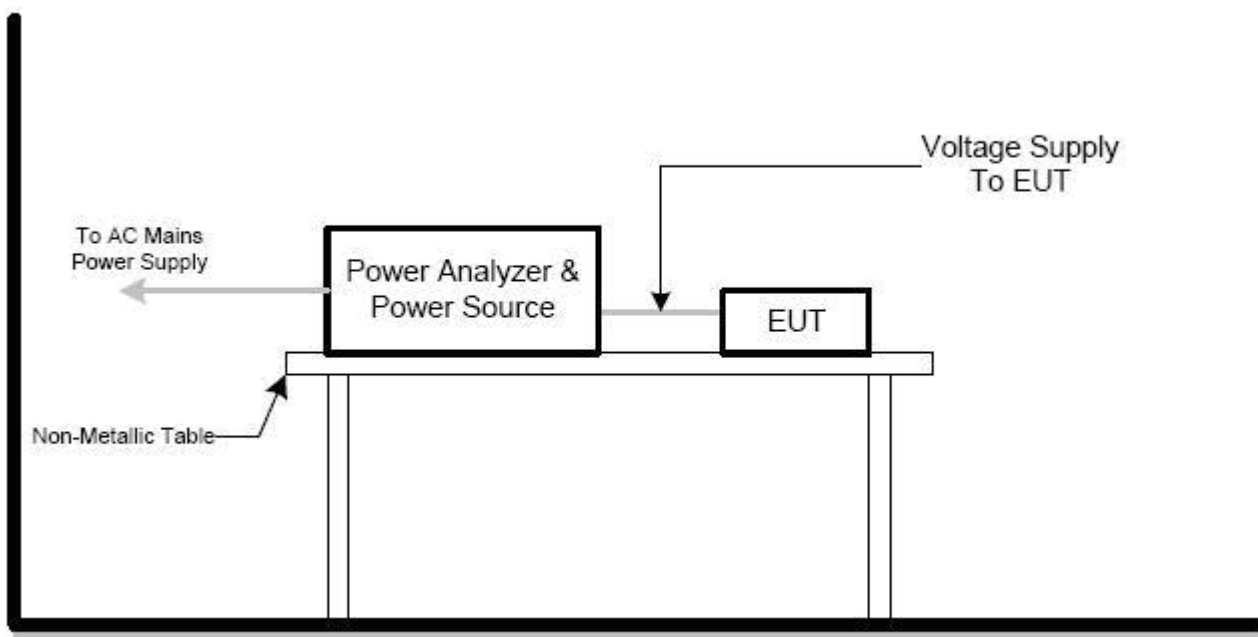 Voltage Supply
To EUT
To AC Mains
Power Supply
Power Analyzer &
Power Source
EUT
Non-Metallic Table